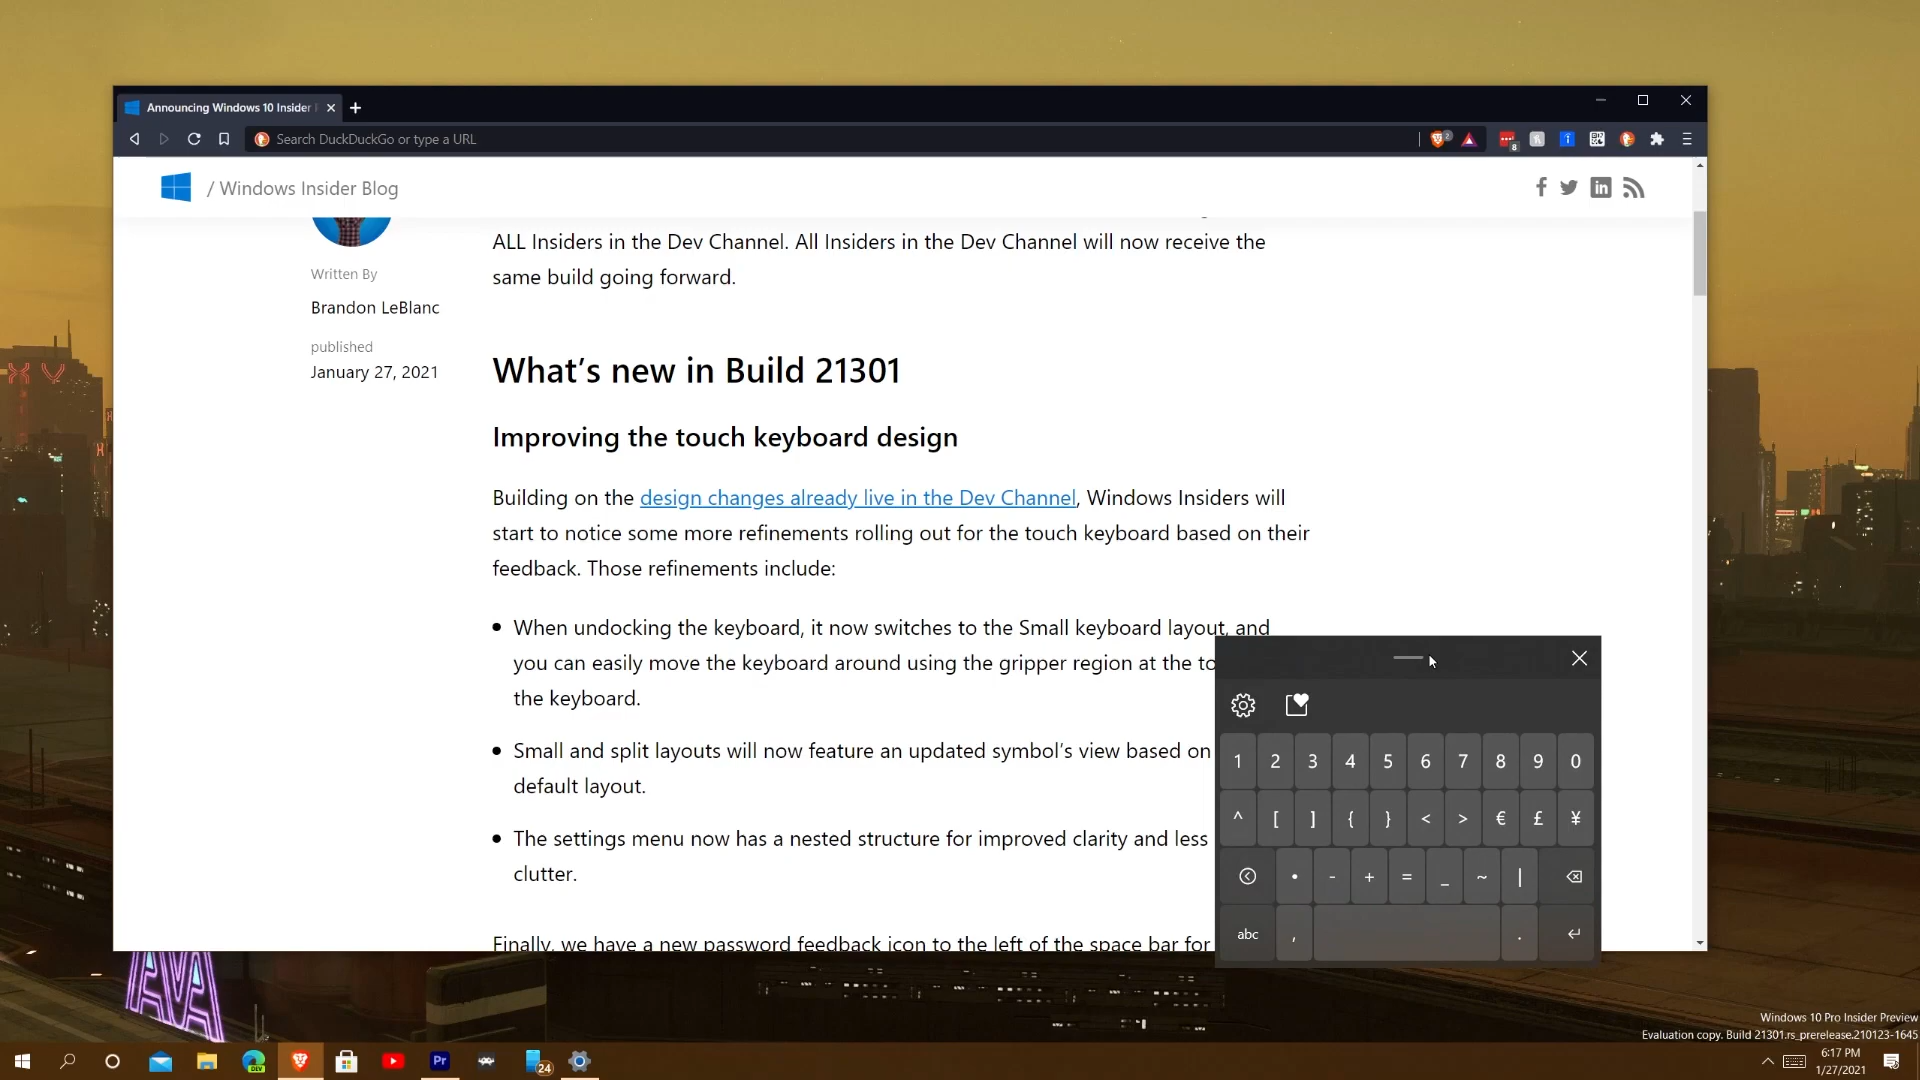 Announcing Windows 10 Insider
Search DuckDuckGo or type a URL
2
8
/ Windows Insider Blog
in
ALL Insiders in the Dev Channel. All Insiders in the Dev Channel will now receive the
same build going forward.
Written By
Brandon LeBlanc
published
January 27, 2021
What’s new in Build 21301
Improving the touch keyboard design
Building on the design changes already live in the Dev Channel, Windows Insiders will
start to notice some more refinements rolling out for the touch keyboard based on their
feedback. Those refinements include:
• When undocking the keyboard, it now switches to the Small keyboard layout, and
you can easily move the keyboard around using the gripper region at the to
the keyboard.
• Small and split layouts will now feature an updated symbol’s view based on
default layout.
• The settings menu now has a nested structure for improved clarity and less
clutter.
Finally, we have a new password feedback icon to the left of the space bar for
1 2 3 4 5 6 7 8 9 0
^ [ ] { } < > € £ ¥
• - + = _ ~ |
abc , .
AVA
Windows 10 Pro Insider Preview
Evaluation copy. Build 21301.rs_prerelease.210123-1645
DEV
Pr
24
6:17 PM
1/27/2021